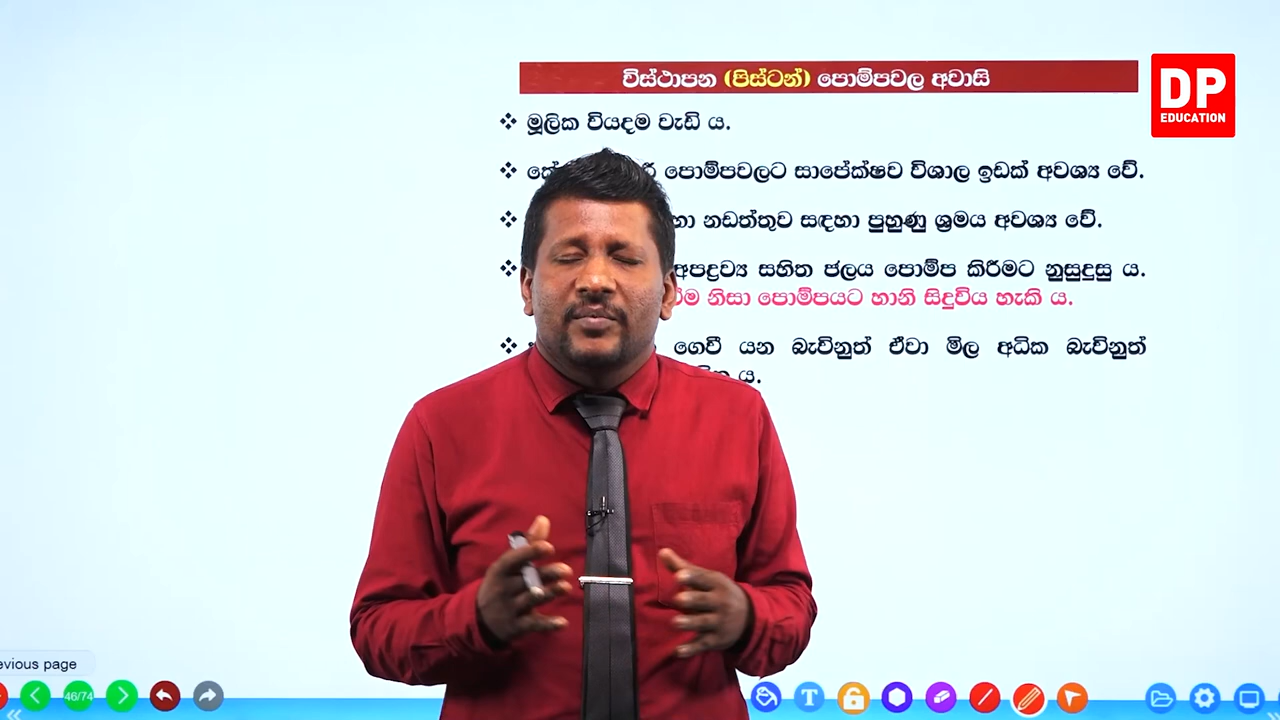 DP
EDUCATION
විස්ථාපන (පිස්ටන්) පොම්පවල අවාසි
මූලික වියදම වැඩි ය.
පොම්පවලට සාපේක්ෂව විශාල ඉඩක් අවශ්‍ය වේ.
නඩත්තුව සඳහා පුහුණු ශ්‍රමය අවශ්‍ය වේ.
අපද්‍රව්‍ය සහිත ජලය පොම්ප කිරීමට නුසුදුසු ය.
නිසා පොම්පයට හානි සිදුවිය හැකි ය.
ගෙවී යන බැවිනුත් ඒවා මිල අධික බැවිනුත්
ය.
evious page
46/74
T